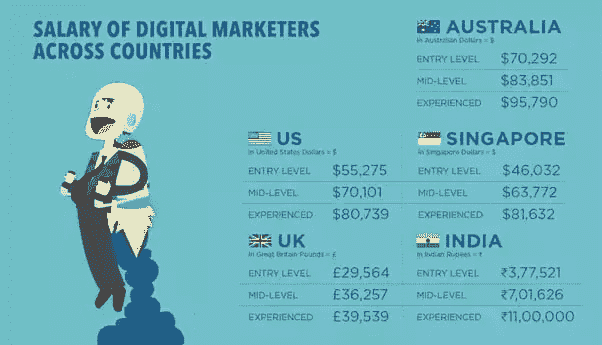 SALARY OF DIGITAL MARKETERS
ACROSS COUNTRIES
AUSTRALIA
In Australian Dollars = $
ENTRY LEVEL $70,292
MID-LEVEL $83,851
EXPERIENCED $95,790
US
In United States Dollars = $
ENTRY LEVEL $55,275
MID-LEVEL $70,101
EXPERIENCED $80,739
SINGAPORE
In Singapore Dollars = $
ENTRY LEVEL $46,032
MID-LEVEL $63,772
EXPERIENCED $81,632
UK
In Great Britain Pounds = £
ENTRY LEVEL £29,564
MID-LEVEL £36,257
EXPERIENCED £39,539
INDIA
In Indian Rupees = ₹
ENTRY LEVEL ₹3,77,521
MID-LEVEL ₹7,01,626
EXPERIENCED ₹11,00,000